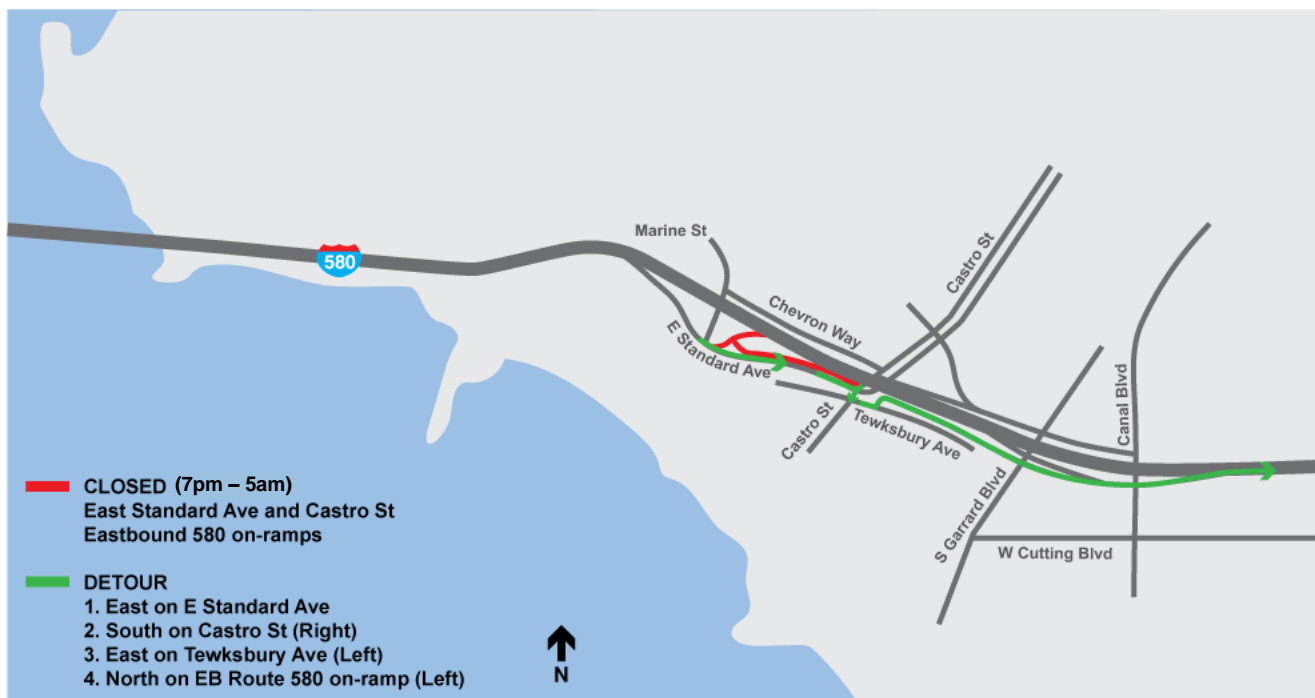 Marine St
580
Castro St
Chevron Way
E Standard Ave
Canal Blvd
Castro St
Tewksbury Ave
S Garrard Blvd
W Cutting Blvd
CLOSED (7pm – 5am)
East Standard Ave and Castro St
Eastbound 580 on-ramps
DETOUR
1. East on E Standard Ave
2. South on Castro St (Right)
3. East on Tewksbury Ave (Left)
4. North on EB Route 580 on-ramp (Left)
N